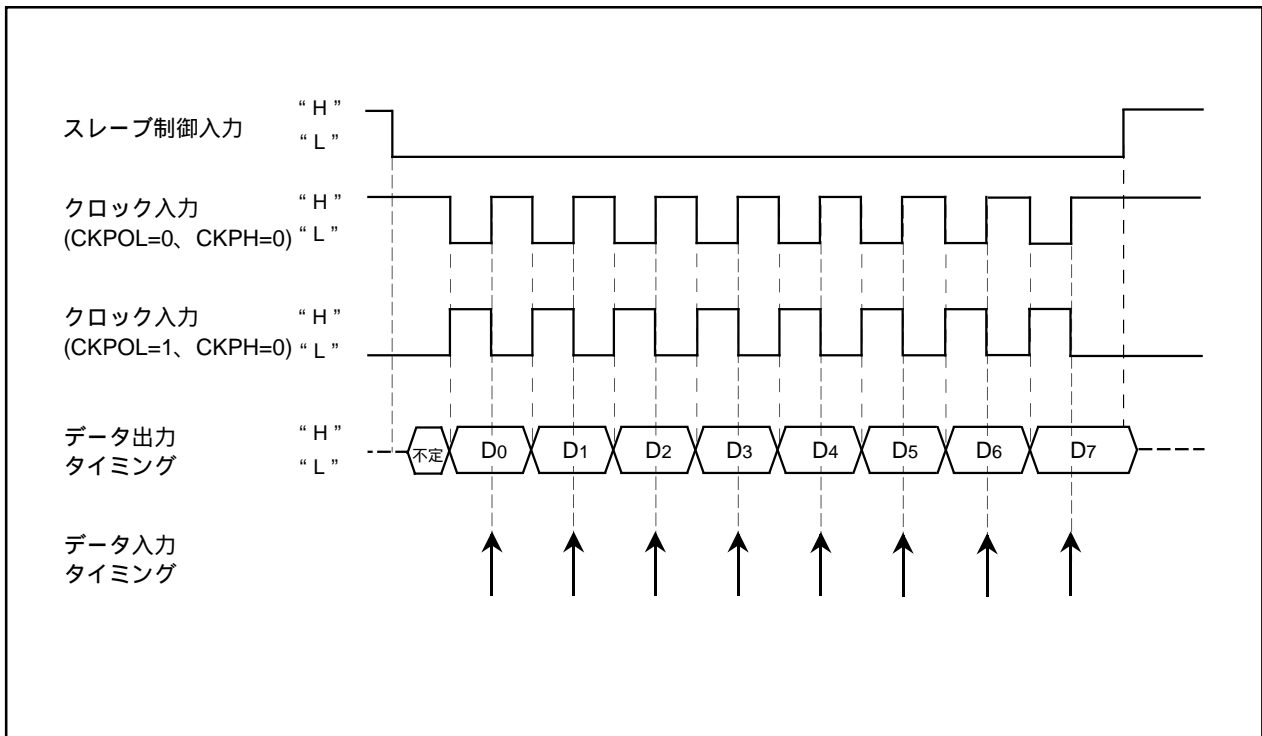 スレーブ制御入力
“ H ”
“ L ”
クロック入力
(CKPOL=0、CKPH=0)
“ H ”
“ L ”
クロック入力
(CKPOL=1、CKPH=0)
“ H ”
“ L ”
データ出力
タイミング
“ H ”
“ L ”
不定 D0 D1 D2 D3 D4 D5 D6 D7
データ入力
タイミング